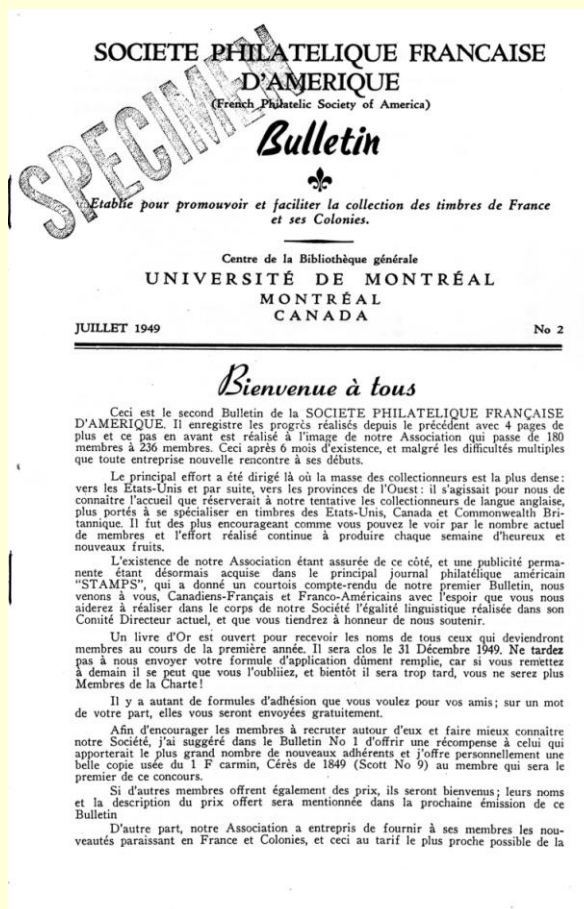 SOCIETE PHILATELIQUE FRANCAISE
D'AMERIQUE
(French Philatelic Society of America)
SPECIMEN
Bulletin
Etablie pour promouvoir et faciliter la collection des timbres de France
et ses Colonies.
Centre de la Bibliothèque générale
UNIVERSITÉ DE MONTRÉAL
MONTRÉAL
CANADA
JUILLET 1949 No 2
Bienvenue à tous
Ceci est le second Bulletin de la SOCIETE PHILATELIQUE FRANÇAISE
D'AMERIQUE. Il enregistre les progrès réalisés depuis le précédent avec 4 pages de
plus et ce pas en avant est réalisé à l'image de notre Association qui passe de 180
membres à 236 membres. Ceci après 6 mois d'existence, et malgré les difficultés multiples
que toute entreprise nouvelle rencontre à ses débuts.
Le principal effort a été dirigé là où la masse des collectionneurs est la plus dense:
vers les Etats-Unis et par suite, vers les provinces de l'Ouest: il s'agissait pour nous de
connaître l'accueil que réserverait à notre tentative les collectionneurs de langue anglaise,
plus portés à se spécialiser en timbres des Etats-Unis, Canada et Commonwealth Bri-
tannique. Il fut des plus encourageant comme vous pouvez le voir par le nombre actuel
de membres et l'effort réalisé continue à produire chaque semaine d'heureux et
nouveaux fruits.
L'existence de notre Association étant assurée de ce côté, et une publicité perma-
nente étant désormais acquise dans le principal journal philatélique américain
"STAMPS", qui a donné un courtois compte-rendu de notre premier Bulletin, nous
venons à vous, Canadiens-Français et Franco-Américains avec l'espoir que vous nous
aiderez à réaliser dans le corps de notre Société l'égalité linguistique réalisée dans son
Comité Directeur actuel, et que vous tiendrez à honneur de nous soutenir.
Un livre d'Or est ouvert pour recevoir les noms de tous ceux qui deviendront
membres au cours de la première année. Il sera clos le 31 Décembre 1949. Ne tardez
pas à nous envoyer votre formule d'application dûment remplie, car si vous remettez
à demain il se peut que vous l'oubliiez, et bientôt il sera trop tard, vous ne serez plus
Membres de la Charte!
Il y a autant de formules d'adhésion que vous voulez pour vos amis; sur un mot
de votre part, elles vous seront envoyées gratuitement.
Afin d'encourager les membres à recruter autour d'eux et faire mieux connaître
notre Société, j'ai suggéré dans le Bulletin No 1 d'offrir une récompense à celui qui
apporterait le plus grand nombre de nouveaux adhérents et j'offre personnellement une
belle copie usée du 1 F carmin, Cérès de 1849 (Scott No 9) au membre qui sera le
premier de ce concours.
Si d'autres membres offrent également des prix, ils seront bienvenus; leurs noms
et la description du prix offert sera mentionnée dans la prochaine émission de ce
Bulletin
D'autre part, notre Association a entrepris de fournir à ses membres les nou-
veautés paraissant en France et Colonies, et ceci au tarif le plus proche possible de la